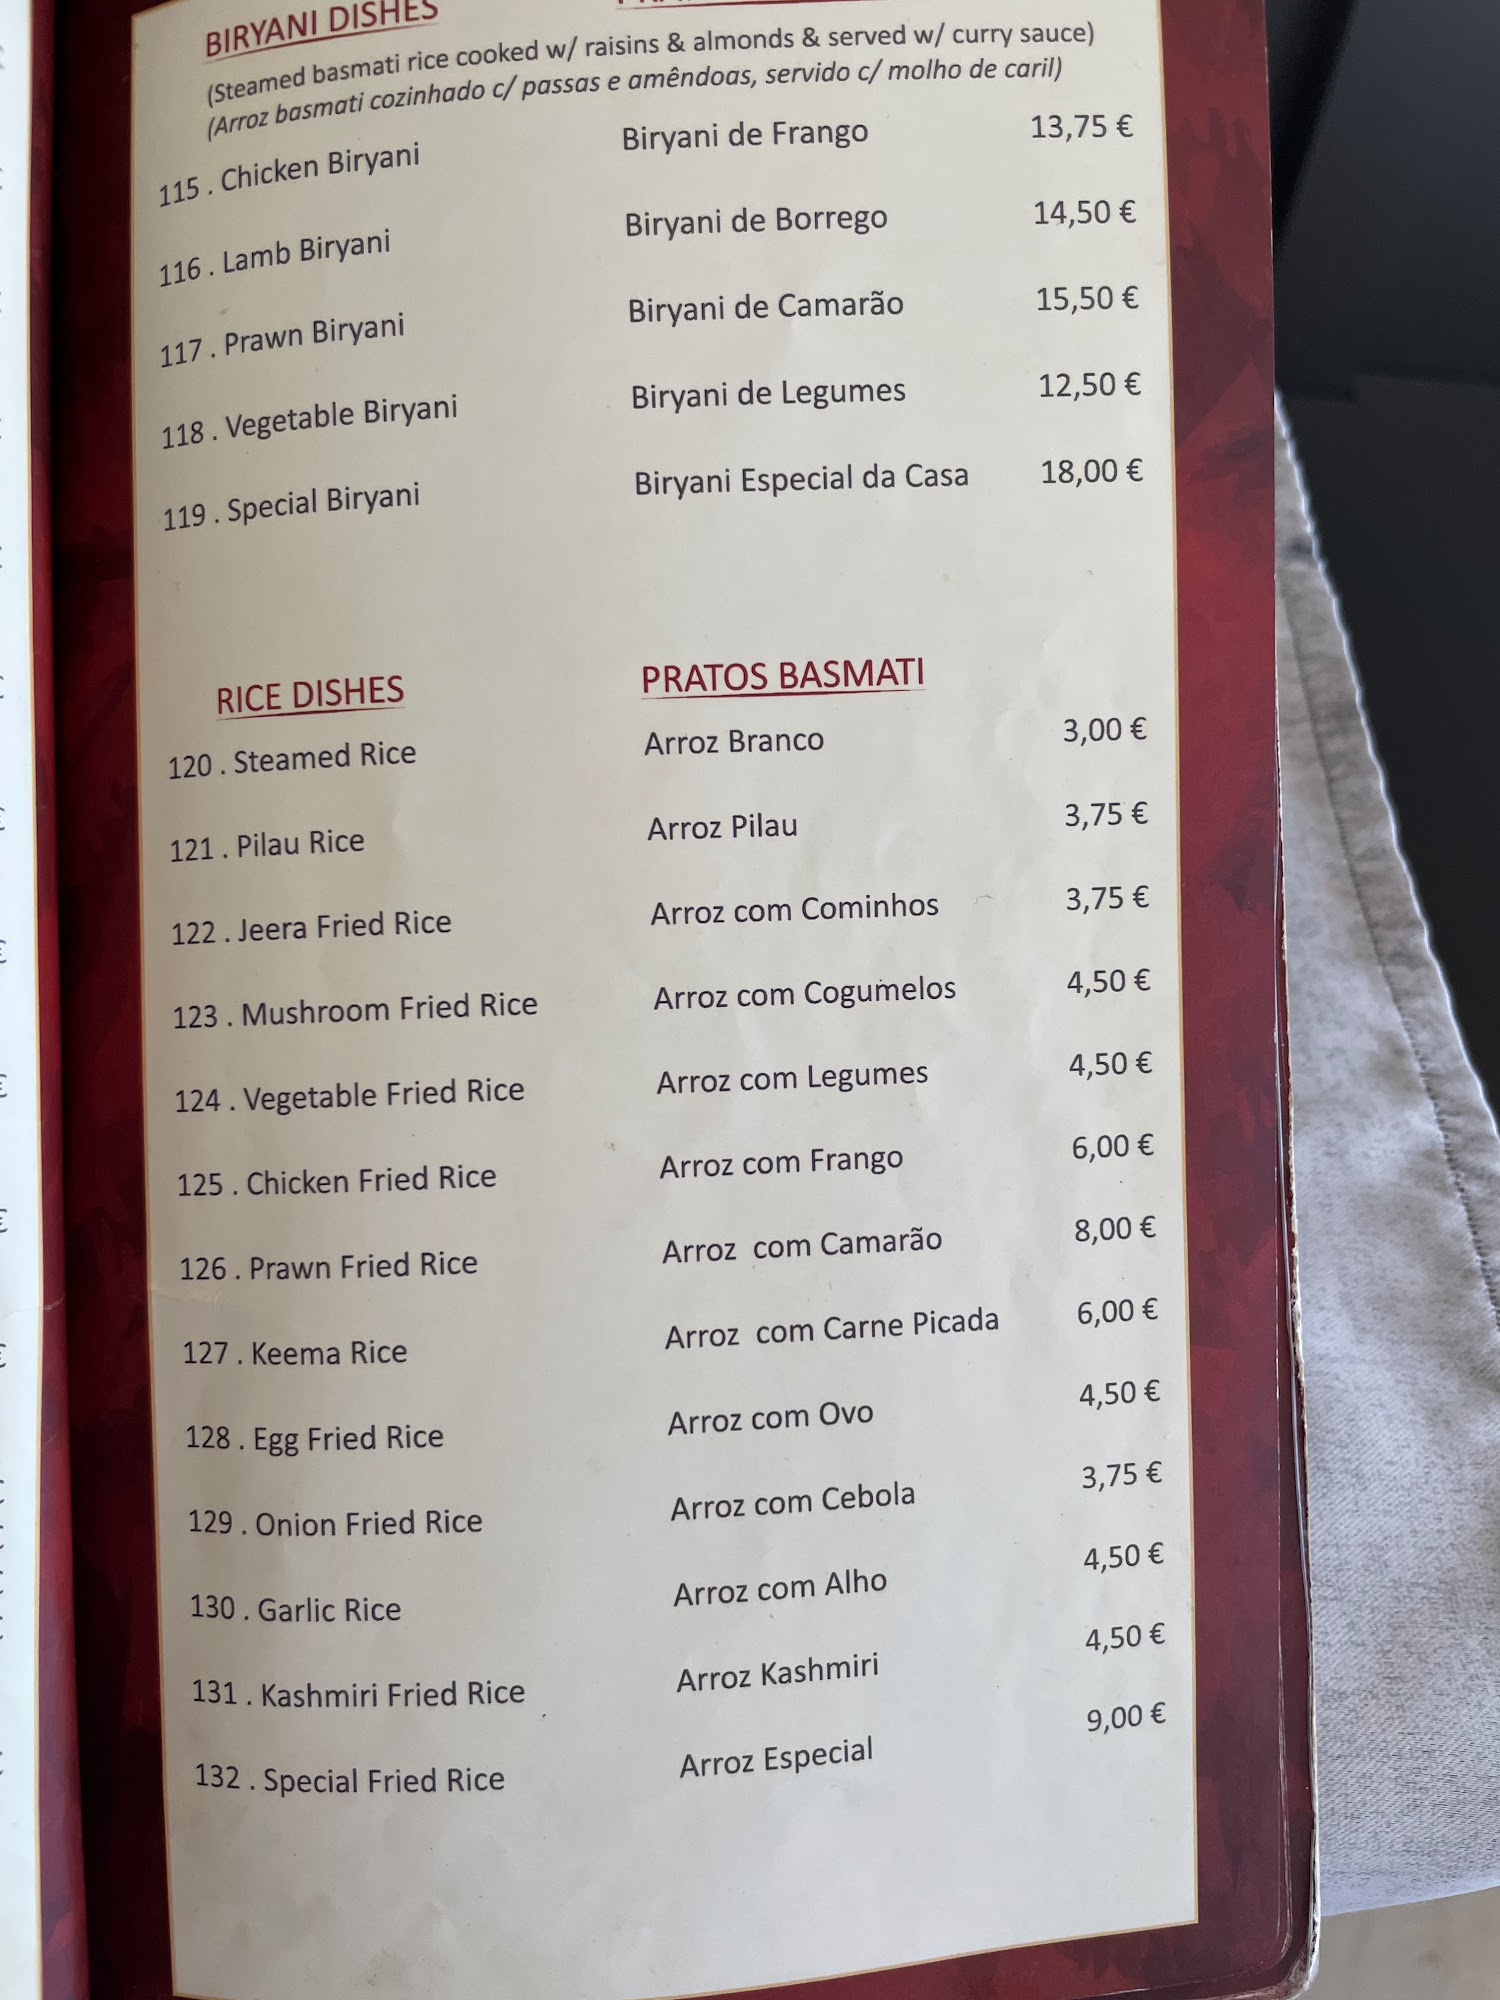 BIRYANI DISHES
(Steamed basmati rice cooked w/ raisins & almonds & served w/ curry sauce)
(Arroz basmati cozinhado c/ passas e amêndoas, servido c/ molho de caril)
115 . Chicken Biryani Biryani de Frango 13,75 €
116 . Lamb Biryani Biryani de Borrego 14,50 €
117 . Prawn Biryani Biryani de Camarão 15,50 €
118 . Vegetable Biryani Biryani de Legumes 12,50 €
119 . Special Biryani Biryani Especial da Casa 18,00 €
RICE DISHES PRATOS BASMATI
120 . Steamed Rice Arroz Branco 3,00 €
121 . Pilau Rice Arroz Pilau 3,75 €
122 . Jeera Fried Rice Arroz com Cominhos 3,75 €
123 . Mushroom Fried Rice Arroz com Cogumelos 4,50 €
124 . Vegetable Fried Rice Arroz com Legumes 4,50 €
125 . Chicken Fried Rice Arroz com Frango 6,00 €
126 . Prawn Fried Rice Arroz com Camarão 8,00 €
127 . Keema Rice Arroz com Carne Picada 6,00 €
128 . Egg Fried Rice Arroz com Ovo 4,50 €
129 . Onion Fried Rice Arroz com Cebola 3,75 €
130 . Garlic Rice Arroz com Alho 4,50 €
131 . Kashmiri Fried Rice Arroz Kashmiri 4,50 €
132 . Special Fried Rice Arroz Especial 9,00 €